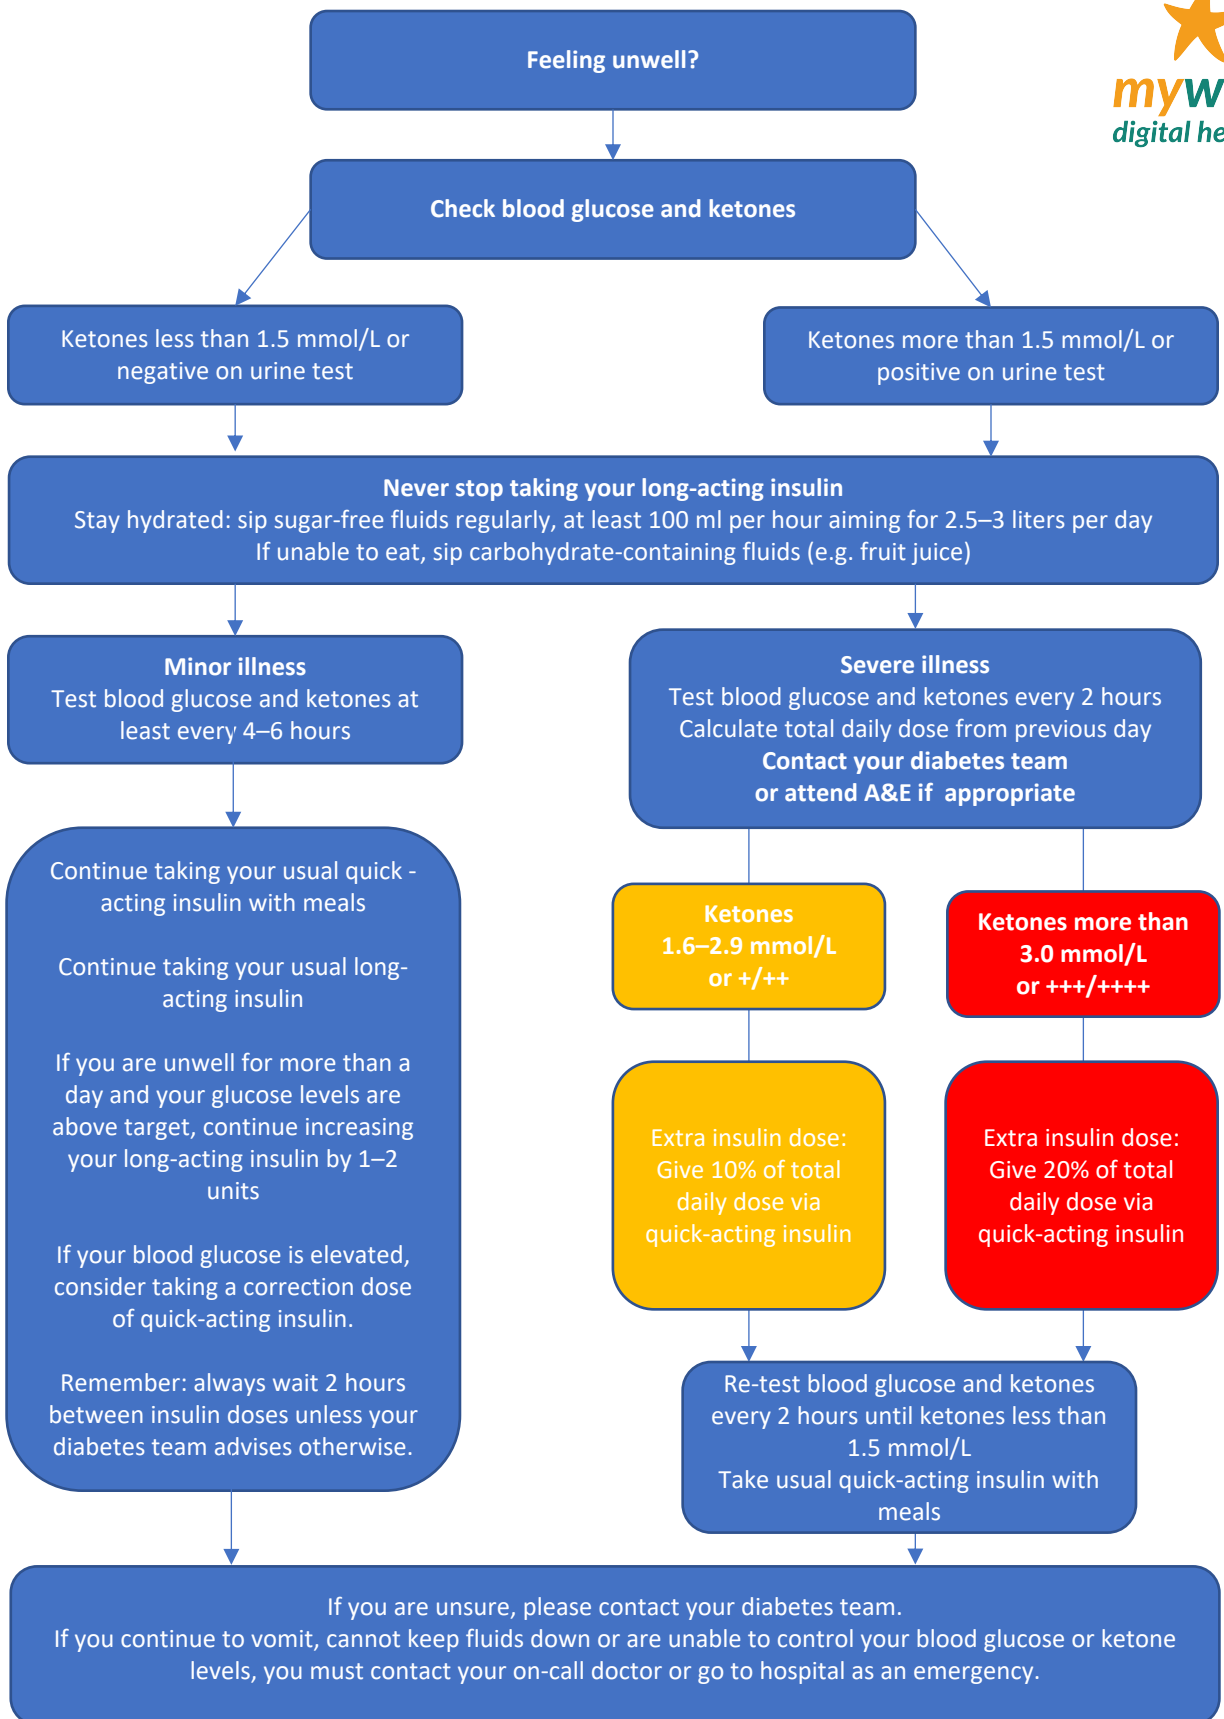 Feeling unwell?
myw
digital he
Check blood glucose and ketones
Ketones less than 1.5 mmol/L or
negative on urine test
Ketones more than 1.5 mmol/L or
positive on urine test
Never stop taking your long-acting insulin
Stay hydrated: sip sugar-free fluids regularly, at least 100 ml per hour aiming for 2.5–3 liters per day
If unable to eat, sip carbohydrate-containing fluids (e.g. fruit juice)
Minor illness
Test blood glucose and ketones at
least every 4–6 hours
Severe illness
Test blood glucose and ketones every 2 hours
Calculate total daily dose from previous day
Contact your diabetes team
or attend A&E if appropriate
Continue taking your usual quick -
acting insulin with meals
Continue taking your usual long-
acting insulin
If you are unwell for more than a
day and your glucose levels are
above target, continue increasing
your long-acting insulin by 1–2
units
If your blood glucose is elevated,
consider taking a correction dose
of quick-acting insulin.
Remember: always wait 2 hours
between insulin doses unless your
diabetes team advises otherwise.
Ketones
1.6–2.9 mmol/L
or +/++
Ketones more than
3.0 mmol/L
or +++/++++
Extra insulin dose:
Give 10% of total
daily dose via
quick-acting insulin
Extra insulin dose:
Give 20% of total
daily dose via
quick-acting insulin
Re-test blood glucose and ketones
every 2 hours until ketones less than
1.5 mmol/L
Take usual quick-acting insulin with
meals
If you are unsure, please contact your diabetes team.
If you continue to vomit, cannot keep fluids down or are unable to control your blood glucose or ketone
levels, you must contact your on-call doctor or go to hospital as an emergency.